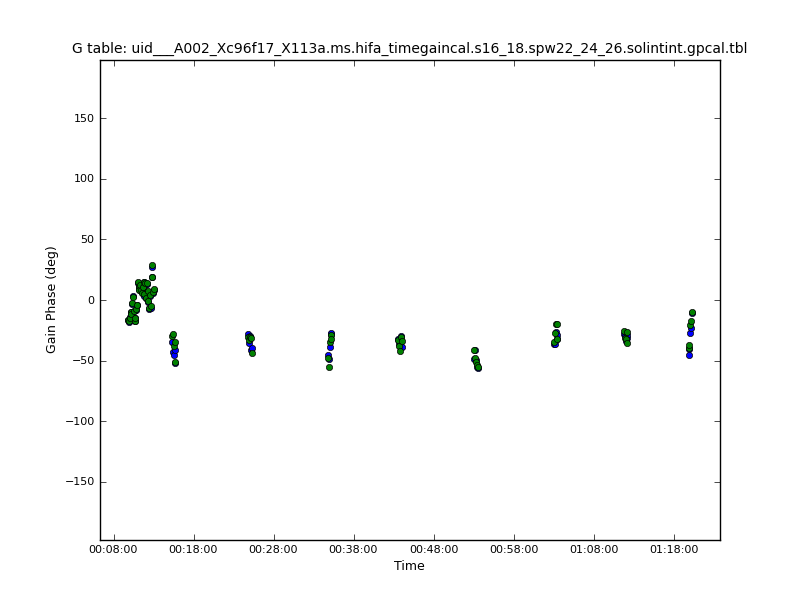 G table: uid___A002_Xc96f17_X113a.ms.hifa_timegaincal.s16_18.spw22_24_26.solintint.gpcal.tbl
150
100
50
0
−50
−100
−150
Gain Phase (deg)
00:08:00 00:18:00 00:28:00 00:38:00 00:48:00 00:58:00 01:08:00 01:18:00
Time